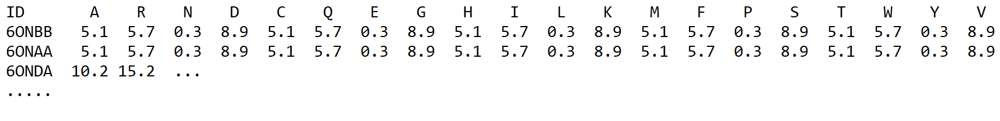 ID A R N D C Q E G H I L K M F P S T W Y V
6ONBB 5.1 5.7 0.3 8.9 5.1 5.7 0.3 8.9 5.1 5.7 0.3 8.9 5.1 5.7 0.3 8.9 5.1 5.7 0.3 8.9
6ONAA 5.1 5.7 0.3 8.9 5.1 5.7 0.3 8.9 5.1 5.7 0.3 8.9 5.1 5.7 0.3 8.9 5.1 5.7 0.3 8.9
6ONDA 10.2 15.2 ...
.....